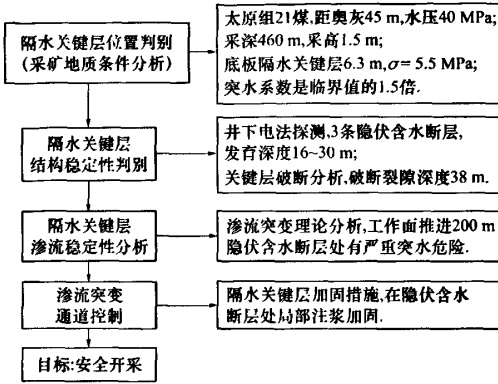 隔水关键层位置判别
(采矿地质条件分析)
太原组21煤,距奥灰45 m,水压40 MPa;
采深460 m,采高1.5 m;
底板隔水关键层6.3 m,σ= 5.5 MPa;
突水系数是临界值的1.5倍.
隔水关键层
结构稳定性判别
井下电法探测,3条隐伏含水断层,
发育深度16~30 m;
关键层破断分析,破断裂隙深度38 m.
隔水关键层
渗流稳定性分析
渗流突变理论分析,工作面推进200 m
隐伏含水断层处有严重突水危险.
渗流突变
通道控制
隔水关键层加固措施,在隐伏含水
断层处局部注浆加固.
目标:安全开采